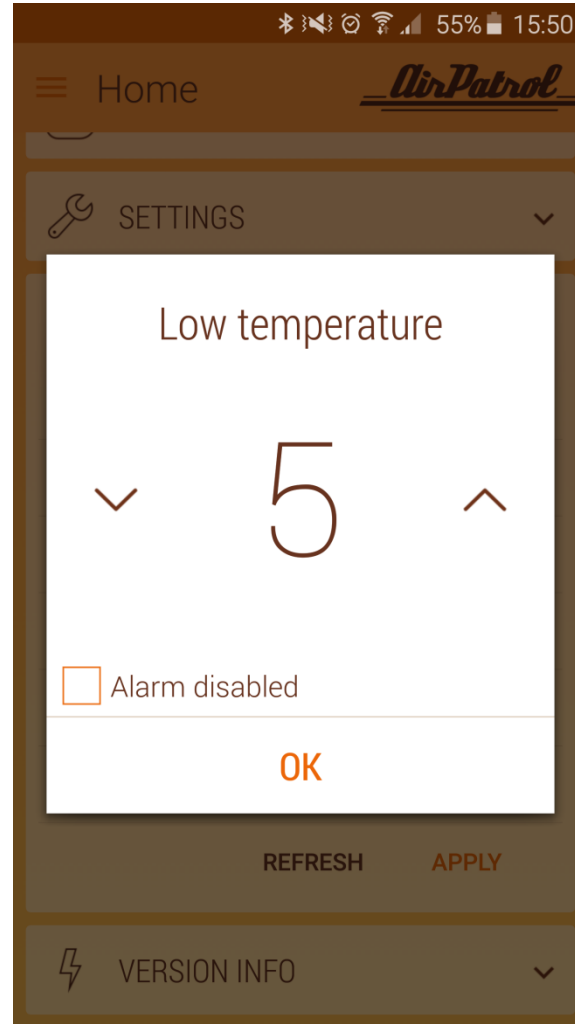 55% 15:50
Home AirPatrol
SETTINGS
Low temperature
5
Alarm disabled
OK
REFRESH APPLY
VERSION INFO